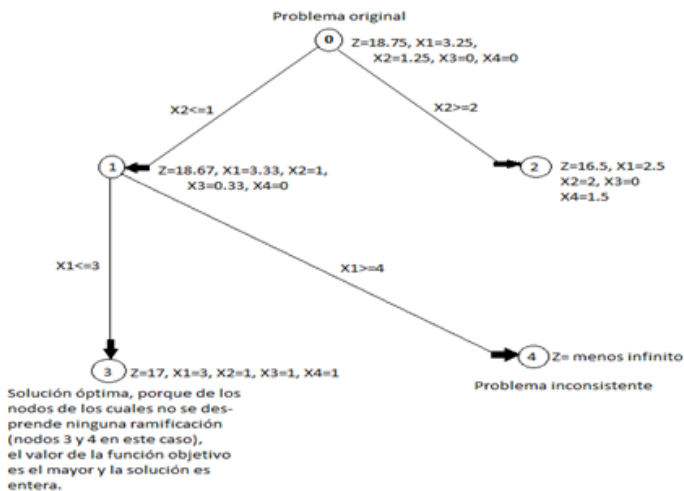 Problema original
0
Z=18.75, X1=3.25,
X2=1.25, X3=0, X4=0
X2<=1
X2>=2
1
Z=18.67, X1=3.33, X2=1,
X3=0.33, X4=0
2
Z=16.5, X1=2.5
X2=2, X3=0
X4=1.5
X1<=3
X1>=4
3
Z=17, X1=3, X2=1, X3=1, X4=1
4
Z= menos infinito
Problema inconsistente
Solución óptima, porque de los
nodos de los cuales no se des-
prende ninguna ramificación
(nodos 3 y 4 en este caso),
el valor de la función objetivo
es el mayor y la solución es
entera.